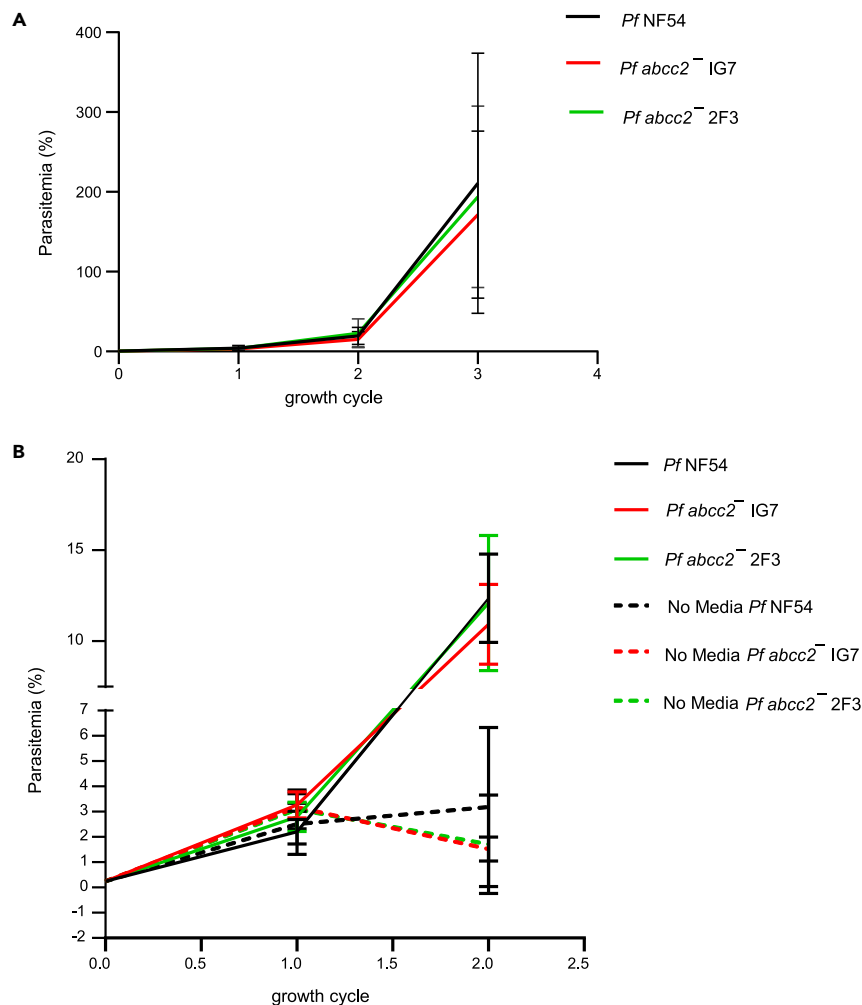 A
Parasitemia (%)
400
300
200
100
0
0 1 2 3 4
growth cycle
Pf NF54
Pf abcc2⁻ IG7
Pf abcc2⁻ 2F3
B
Parasitemia (%)
20
15
10
7
6
5
4
3
2
1
0
-1
-2
0.0 0.5 1.0 1.5 2.0 2.5
growth cycle
Pf NF54
Pf abcc2⁻ IG7
Pf abcc2⁻ 2F3
No Media Pf NF54
No Media Pf abcc2⁻ IG7
No Media Pf abcc2⁻ 2F3